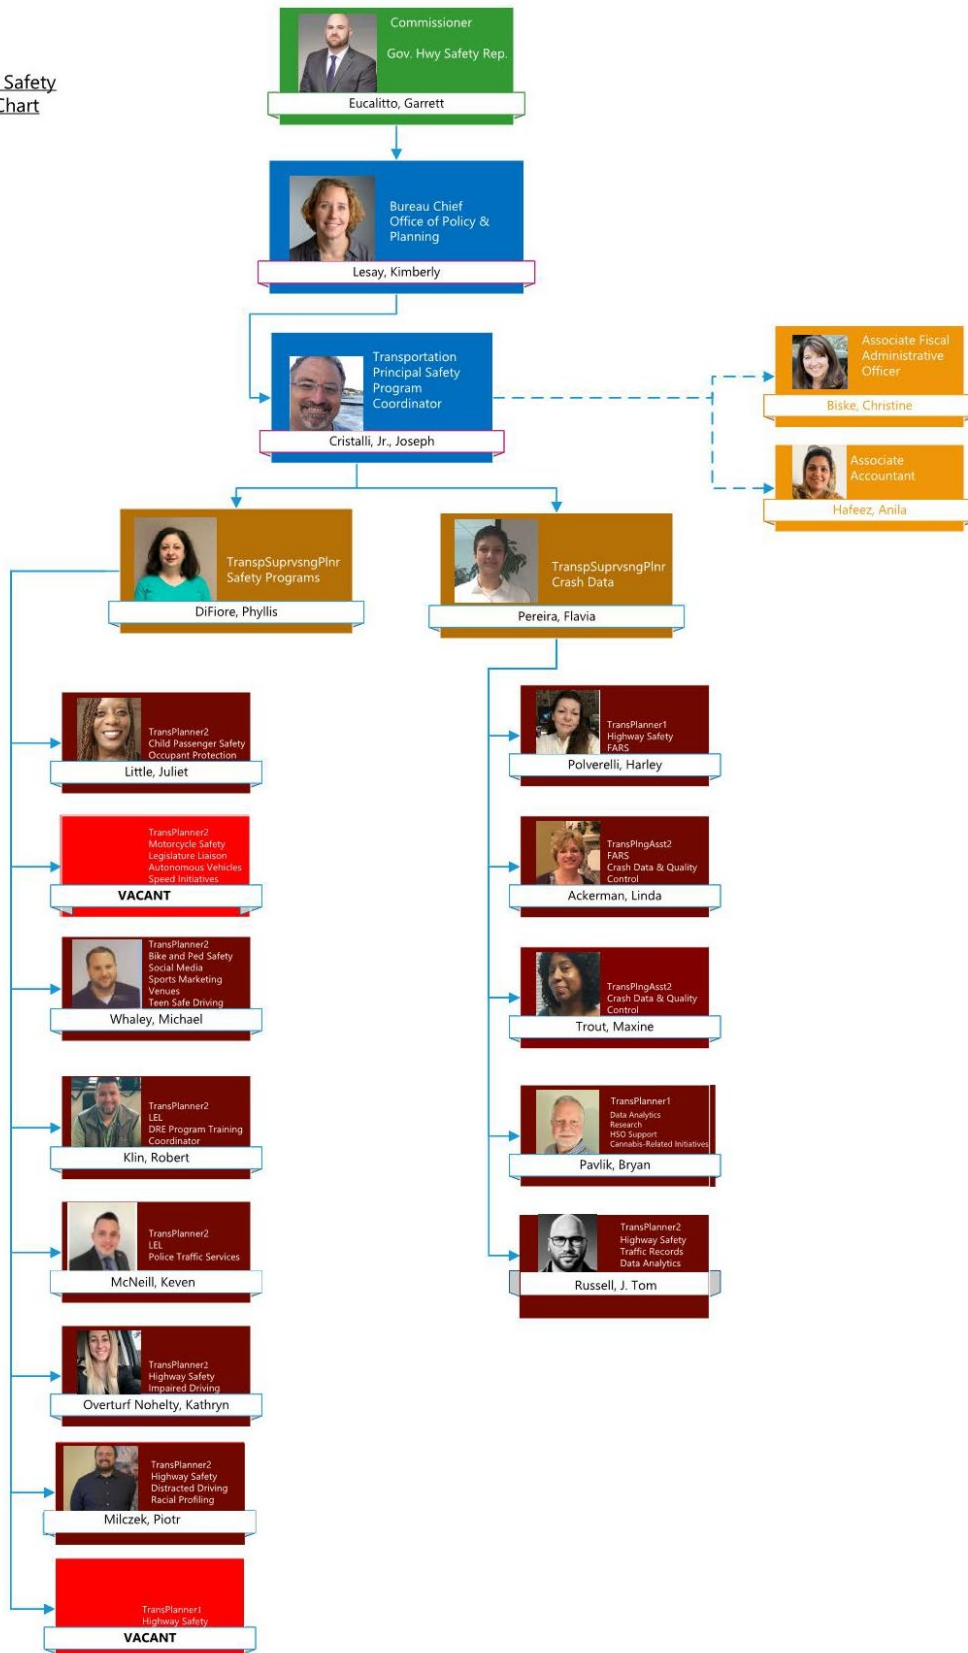 Safety
Chart
Commissioner
Gov. Hwy Safety Rep.
Eucalitto, Garrett
Bureau Chief
Office of Policy &
Planning
Lesay, Kimberly
Transportation
Principal Safety
Program
Coordinator
Cristalli, Jr., Joseph
Associate Fiscal
Administrative
Officer
Biske, Christine
Associate
Accountant
Hafeez, Anila
TranspSuprvsngPlnr
Safety Programs
DiFiore, Phyllis
TranspSuprvsngPlnr
Crash Data
Pereira, Flavia
TransPlanner2
Child Passenger Safety
Occupant Protection
Little, Juliet
TransPlanner2
Motorcycle Safety
Legislature Liaison
Autonomous Vehicles
Speed Initiatives
VACANT
TransPlanner2
Bike and Ped Safety
Social Media
Sports Marketing
Venues
Teen Safe Driving
Whaley, Michael
TransPlanner2
LEL
DRE Program Training
Coordinator
Klin, Robert
TransPlanner2
LEL
Police Traffic Services
McNeill, Keven
TransPlanner2
Highway Safety
Impaired Driving
Overturf Nohelty, Kathryn
TransPlanner2
Highway Safety
Distracted Driving
Racial Profiling
Milczek, Piotr
TransPlanner1
Highway Safety
VACANT
TransPlanner1
Highway Safety
FARS
Polverelli, Harley
TransPlngAsst2
FARS
Crash Data & Quality
Control
Ackerman, Linda
TransPlngAsst2
Crash Data & Quality
Control
Trout, Maxine
TransPlanner1
Data Analytics
Research
HSO Support
Cannabis-Related Initiatives
Pavlik, Bryan
TransPlanner2
Highway Safety
Traffic Records
Data Analytics
Russell, J. Tom